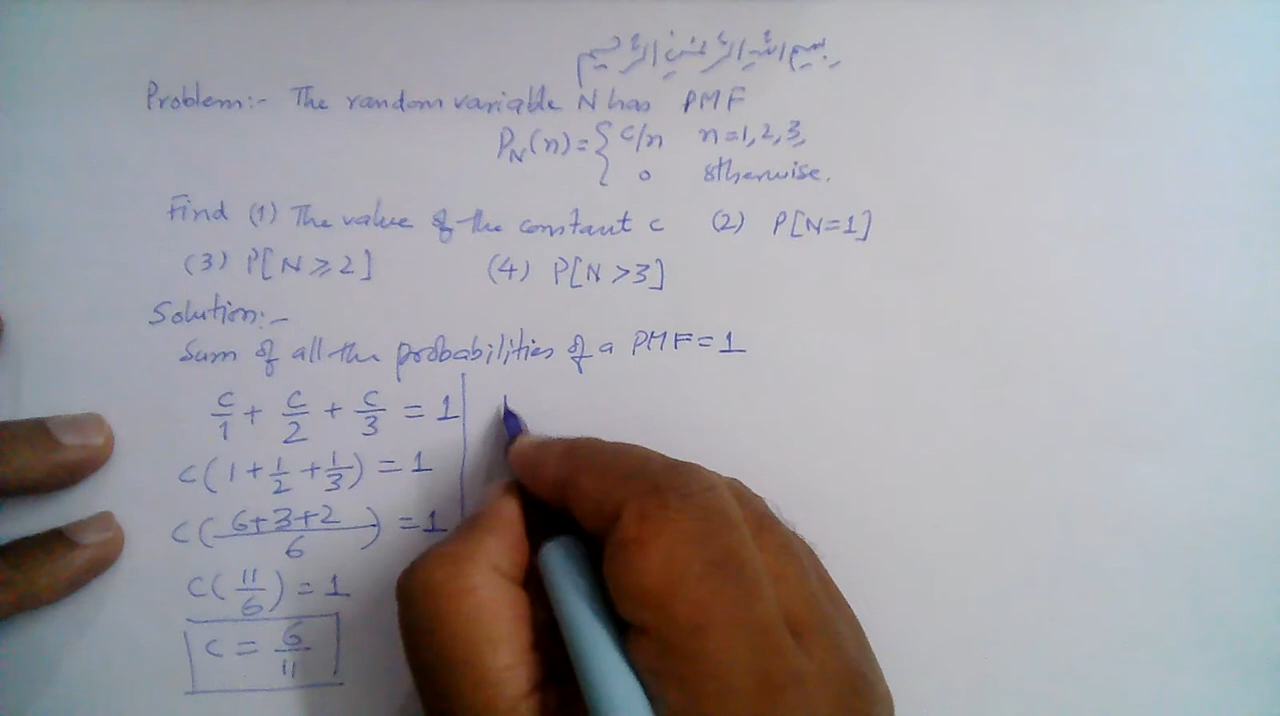 بسم الله الرحمن الرحيم
Problem:- The random variable N has PMF
P_N(n) = { c/n n=1,2,3,
0 otherwise.
Find (1) The value of the constant c (2) P[N=1]
(3) P[N ≥ 2] (4) P[N > 3]
Solution:-
Sum of all the probabilities of a PMF = 1
c/1 + c/2 + c/3 = 1
c(1 + 1/2 + 1/3) = 1
c((6+3+2)/6) = 1
c(11/6) = 1
c = 6/11